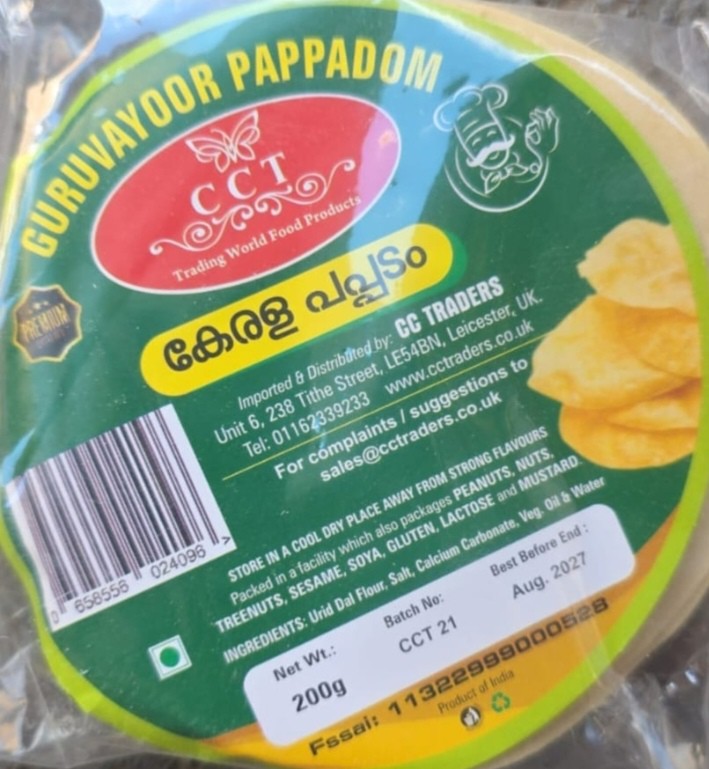 GURUVAYOOR PAPPADOM
CCT
Trading World Food Products
PREMIUM
കേരള പപ്പടം
Imported & Distributed by: CC TRADERS
Unit 6, 238 Tithe Street, LE54BN, Leicester, UK.
Tel: 01162339233 www.cctraders.co.uk
For complaints / suggestions to
sales@cctraders.co.uk
STORE IN A COOL DRY PLACE AWAY FROM STRONG FLAVOURS
Packed in a facility which also packages PEANUTS, NUTS,
TREENUTS, SESAME, SOYA, GLUTEN, LACTOSE and MUSTARD
INGREDIENTS: Urid Dal Flour, Salt, Calcium Carbonate, Veg. Oil & Water
0 658556 024096 >
Net Wt.: Batch No: Best Before End :
200g CCT 21 Aug. 2027
Fssai: 11322999000528
Product of India